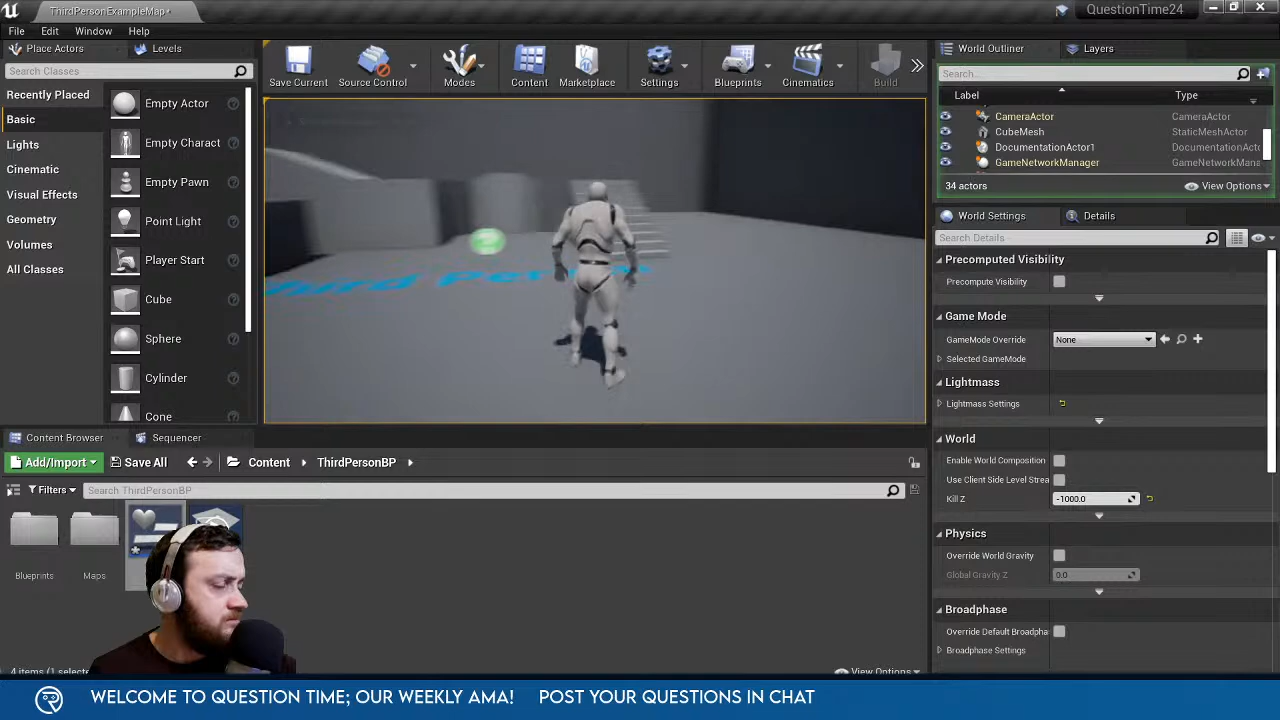 ThirdPersonExampleMap•
QuestionTime24
File
Edit
Window
Help
Place Actors
Levels
Search Classes
Recently Placed
Basic
Lights
Cinematic
Visual Effects
Geometry
Volumes
All Classes
Empty Actor
Empty Charact
Empty Pawn
Point Light
Player Start
Cube
Sphere
Cylinder
Cone
Save Current
Source Control
Modes
Content
Marketplace
Settings
Blueprints
Cinematics
Build
World Outliner
Layers
Search...
Label
Type
CameraActor
CameraActor
CubeMesh
StaticMeshActor
DocumentationActor1
DocumentationActo
GameNetworkManager
GameNetworkMana
34 actors
View Options
World Settings
Details
Search Details
Precomputed Visibility
Precompute Visibility
Game Mode
GameMode Override
None
Selected GameMode
Lightmass
Lightmass Settings
World
Enable World Composition
Use Client Side Level Strea
Kill Z
-1000.0
Physics
Override World Gravity
Global Gravity Z
0.0
Broadphase
Override Default Broadpha
Broadphase Settings
Content Browser
Sequencer
Add/Import
Save All
Content
ThirdPersonBP
Filters
Search ThirdPersonBP
Blueprints
Maps
4 items (1 selecte
View Options
WELCOME TO QUESTION TIME; OUR WEEKLY AMA!
POST YOUR QUESTIONS IN CHAT